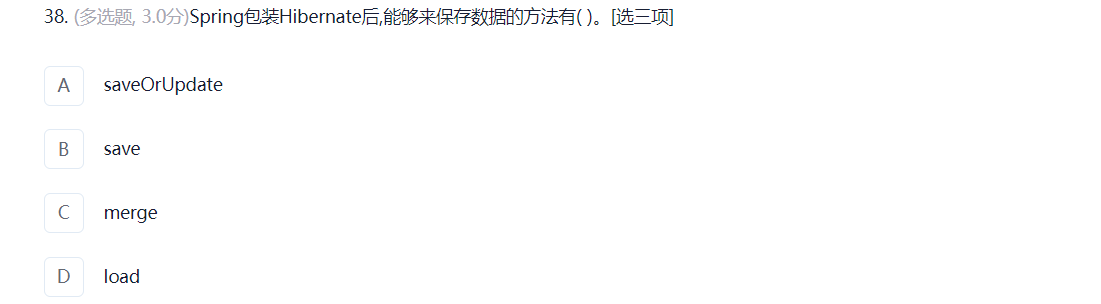 38. (多选题, 3.0分)Spring包装Hibernate后,能够来保存数据的方法有( )。[选三项]
A saveOrUpdate
B save
C merge
D load